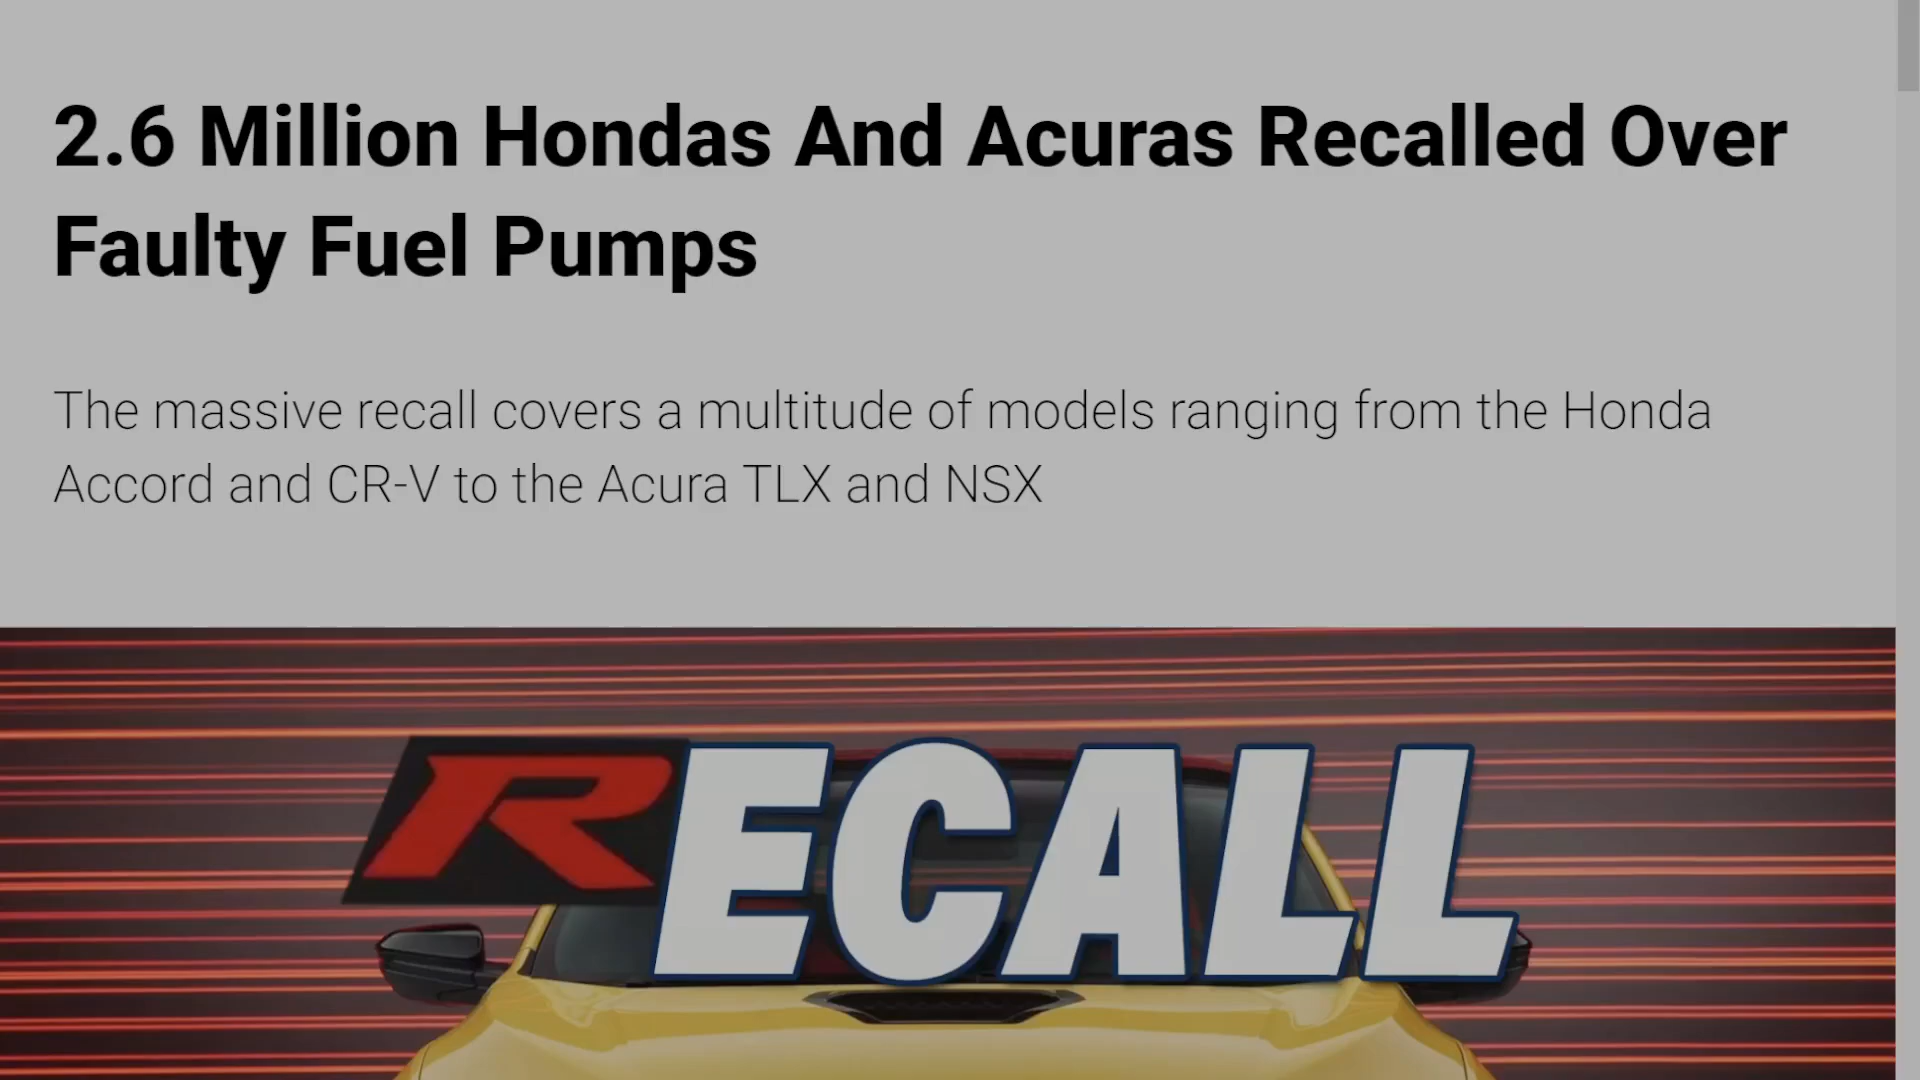 2.6 Million Hondas And Acuras Recalled Over
Faulty Fuel Pumps
The massive recall covers a multitude of models ranging from the Honda
Accord and CR-V to the Acura TLX and NSX
RECALL